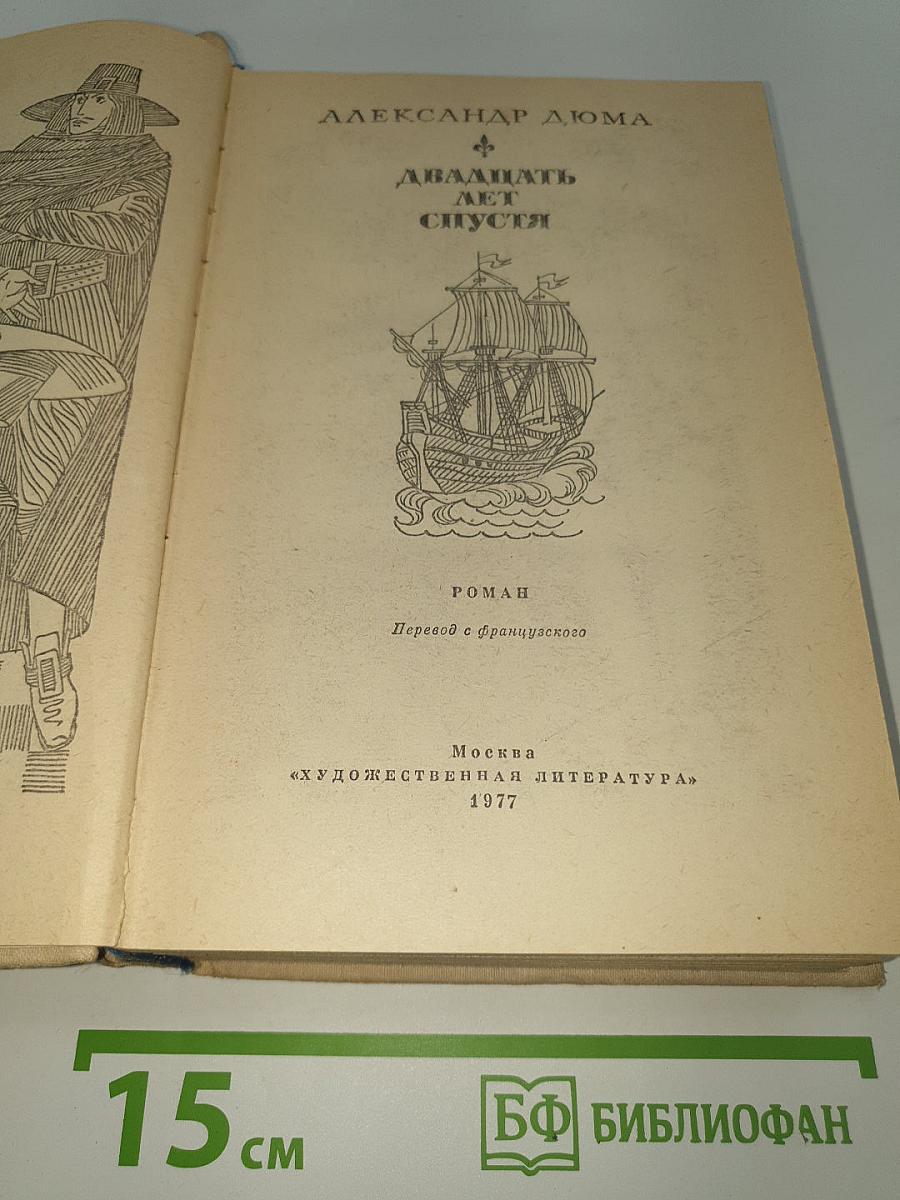 АЛЕКСАНДР ДЮМА
ДВАДЦАТЬ
ЛЕТ
СПУСТЯ
РОМАН
Перевод с французского
Москва
«ХУДОЖЕСТВЕННАЯ ЛИТЕРАТУРА»
1977
15 см
БФ БИБЛИОФАН